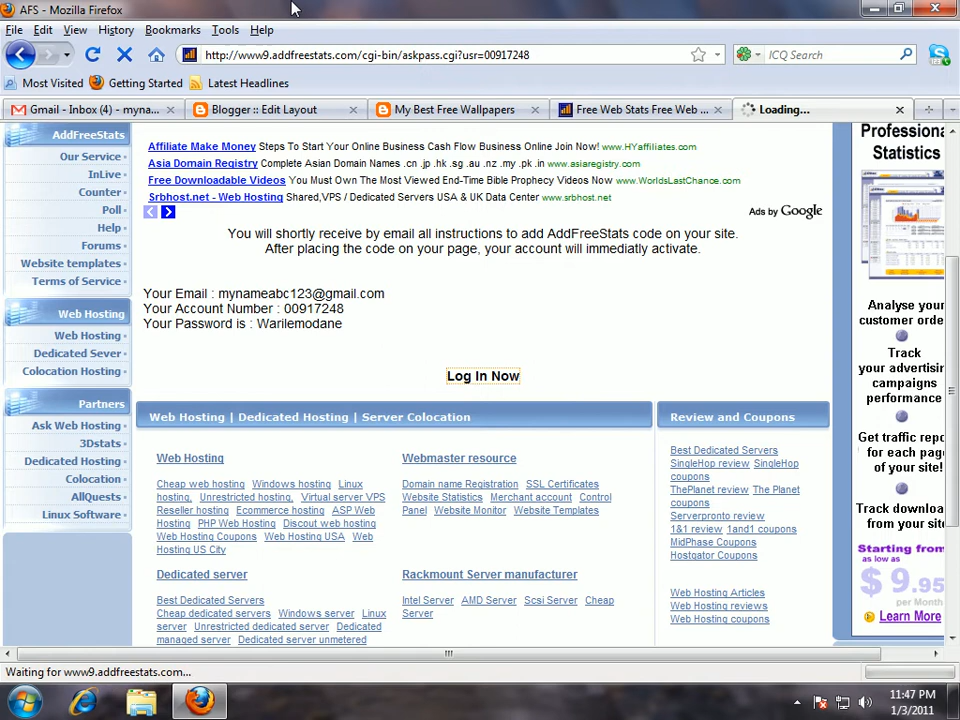 AFS - Mozilla Firefox
File Edit View History Bookmarks Tools Help
http://www9.addfreestats.com/cgi-bin/askpass.cgi?usr=00917248
ICQ Search
Most Visited Getting Started Latest Headlines
Gmail - Inbox (4) - myna... Blogger :: Edit Layout My Best Free Wallpapers Free Web Stats Free Web ... Loading...
AddFreeStats
Our Service
InLive
Counter
Poll
Help
Forums
Website templates
Terms of Service
Web Hosting
Web Hosting
Dedicated Sever
Colocation Hosting
Partners
Ask Web Hosting
3Dstats
Dedicated Hosting
Colocation
AllQuests
Linux Software
Affiliate Make Money Steps To Start Your Online Business Cash Flow Business Online Join Now! www.HYaffiliates.com
Asia Domain Registry Complete Asian Domain Names .cn .jp .hk .sg .au .nz .my .pk .in www.asiaregistry.com
Free Downloadable Videos You Must Own The Most Viewed End-Time Bible Prophecy Videos Now www.WorldsLastChance.com
Srbhost.net - Web Hosting Shared,VPS / Dedicated Servers USA & UK Data Center www.srbhost.net
Ads by Google
You will shortly receive by email all instructions to add AddFreeStats code on your site.
After placing the code on your page, your account will immediatly activate.
Your Email : mynameabc123@gmail.com
Your Account Number : 00917248
Your Password is : Warilemodane
Log In Now
Web Hosting | Dedicated Hosting | Server Colocation
Web Hosting
Cheap web hosting Windows hosting Linux
hosting, Unrestricted hosting, Virtual server VPS
Reseller hosting Ecommerce hosting ASP Web
Hosting PHP Web Hosting Discout web hosting
Web Hosting Coupons Web Hosting USA Web
Hosting US City
Dedicated server
Best Dedicated Servers
Cheap dedicated servers Windows server Linux
server Unrestricted dedicated server Dedicated
managed server Dedicated server unmetered
Webmaster resource
Domain name Registration SSL Certificates
Website Statistics Merchant account Control
Panel Website Monitor Website Templates
Rackmount Server manufacturer
Intel Server AMD Server Scsi Server Cheap
Server
Review and Coupons
Best Dedicated Servers
SingleHop review SingleHop
coupons
ThePlanet review The Planet
coupons
Serverpronto review
1&1 review 1and1 coupons
MidPhase Coupons
Hostgator Coupons
Web Hosting Articles
Web Hosting reviews
Web Hosting coupons
Professiona
Statistics
Analyse your
customer orde
Track
your advertising
campaigns
performance
Get traffic repo
for each page
of your site!
Track downloa
from your site
Starting from
as low as
$ 9.95
per Month
Learn More
Waiting for www9.addfreestats.com...
11:47 PM
1/3/2011